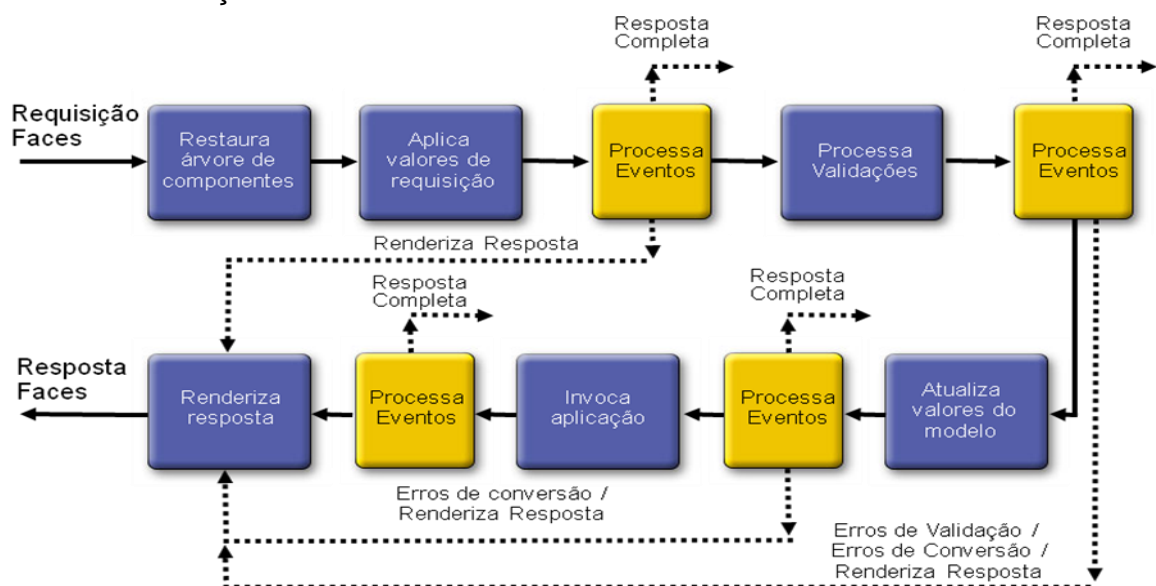 Resposta
Completa
Resposta
Completa
Requisição
Faces
Restaura
árvore de
componentes
Aplica
valores de
requisição
Processa
Eventos
Processa
Validações
Processa
Eventos
Renderiza Resposta
Resposta
Completa
Resposta
Completa
Resposta
Faces
Renderiza
resposta
Processa
Eventos
Invoca
aplicação
Processa
Eventos
Atualiza
valores do
modelo
Erros de conversão /
Renderiza Resposta
Erros de Validação /
Erros de Conversão /
Renderiza Resposta